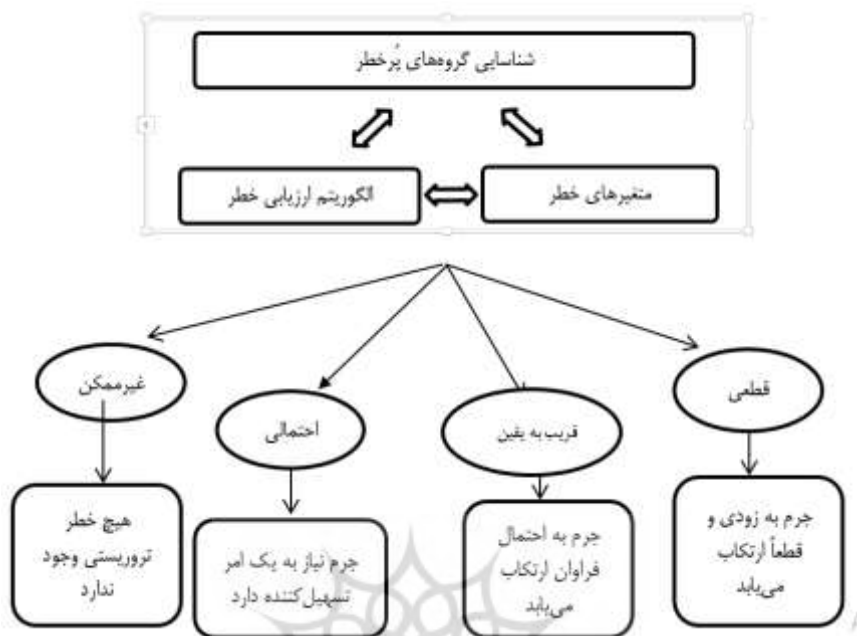 شناسایی گروه‌های پُرخطر
متغیرهای خطر
الگوریتم ارزیابی خطر
قطعی
قریب به یقین
احتمالی
غیرممکن
جرم به زودی و
قطعاً ارتکاب
می‌یابد
جرم به احتمال
فراوان ارتکاب
می‌یابد
جرم نیاز به یک امر
تسهیل‌کننده دارد
هیچ خطر
تروریستی وجود
ندارد